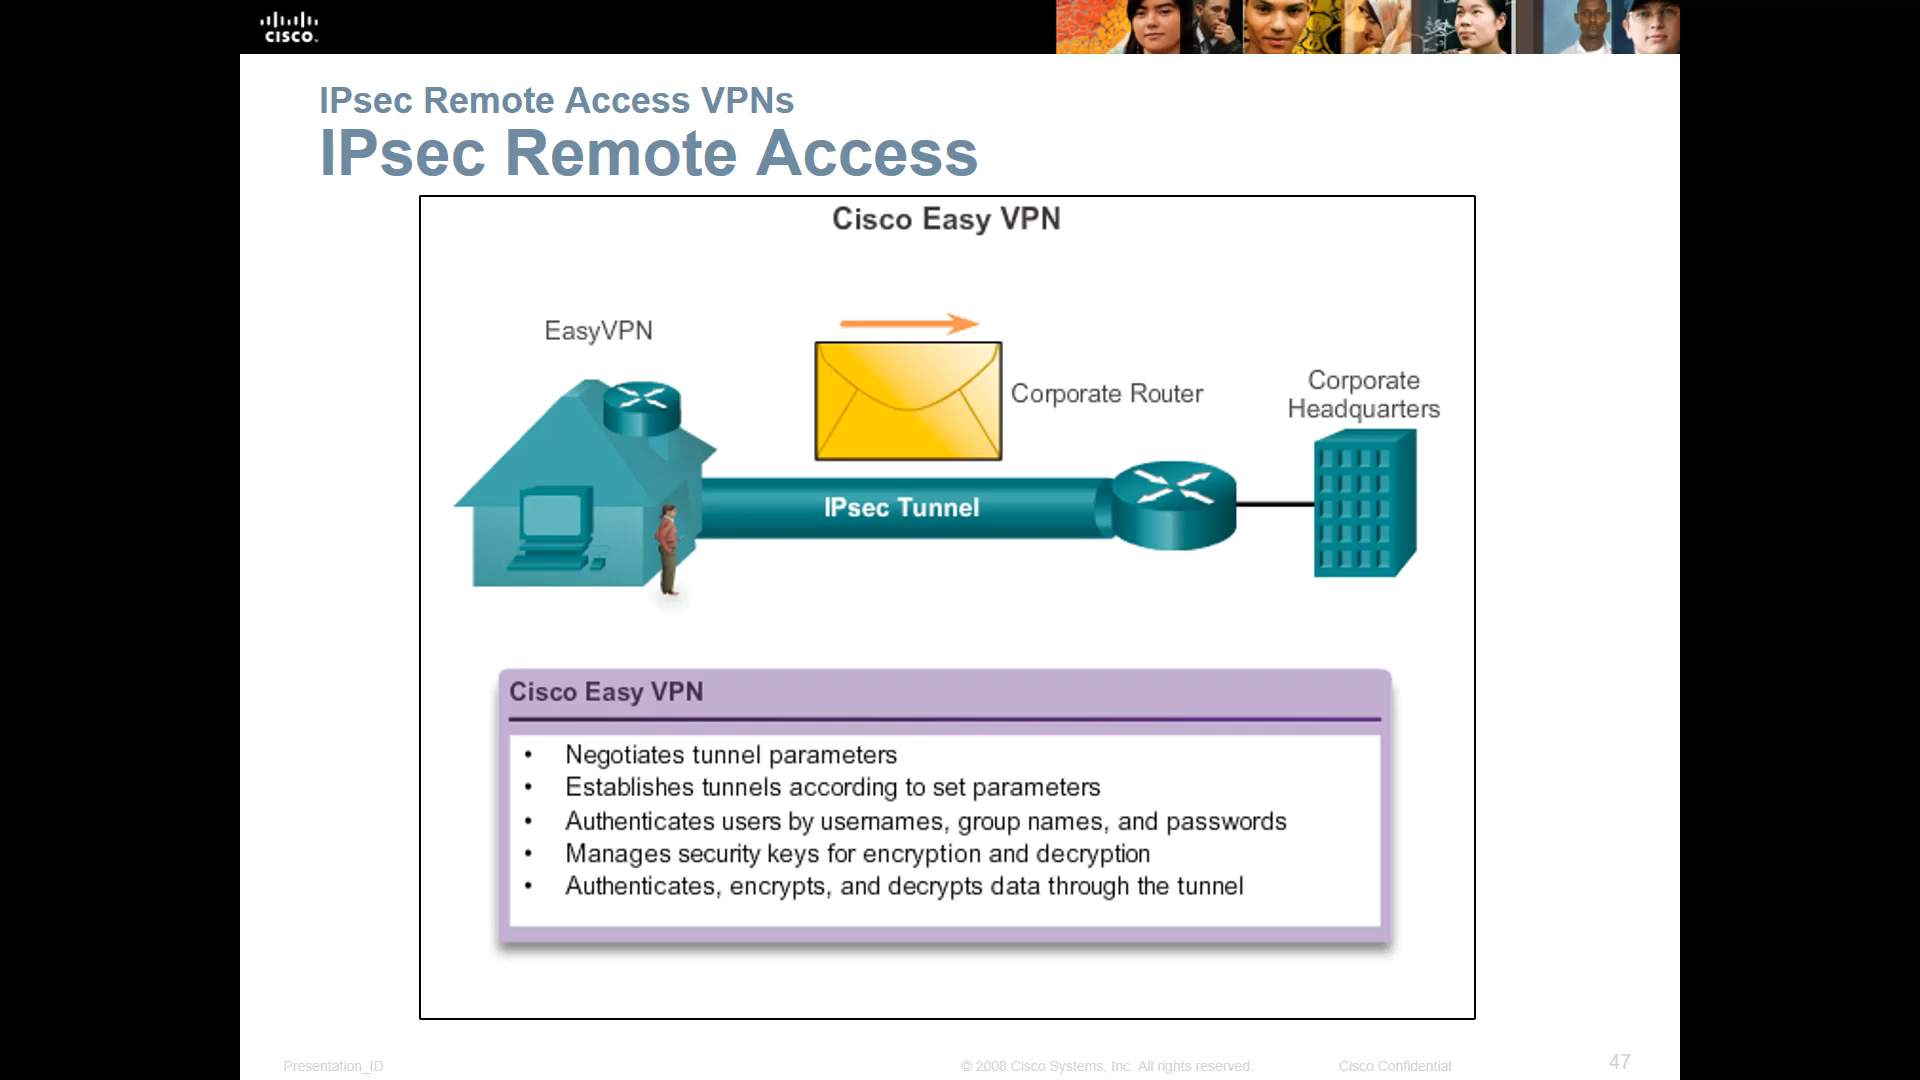 CISCO.
IPsec Remote Access VPNs
IPsec Remote Access
Cisco Easy VPN
EasyVPN
Corporate Router
Corporate
Headquarters
IPsec Tunnel
Cisco Easy VPN
• Negotiates tunnel parameters
• Establishes tunnels according to set parameters
• Authenticates users by usernames, group names, and passwords
• Manages security keys for encryption and decryption
• Authenticates, encrypts, and decrypts data through the tunnel
Presentation_ID
© 2008 Cisco Systems, Inc. All rights reserved.
Cisco Confidential
47